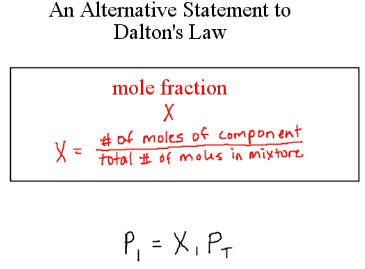 An Alternative Statement to
Dalton's Law
mole fraction
X
X = # of moles of component / total # of moles in mixture
P₁ = X₁ P_T